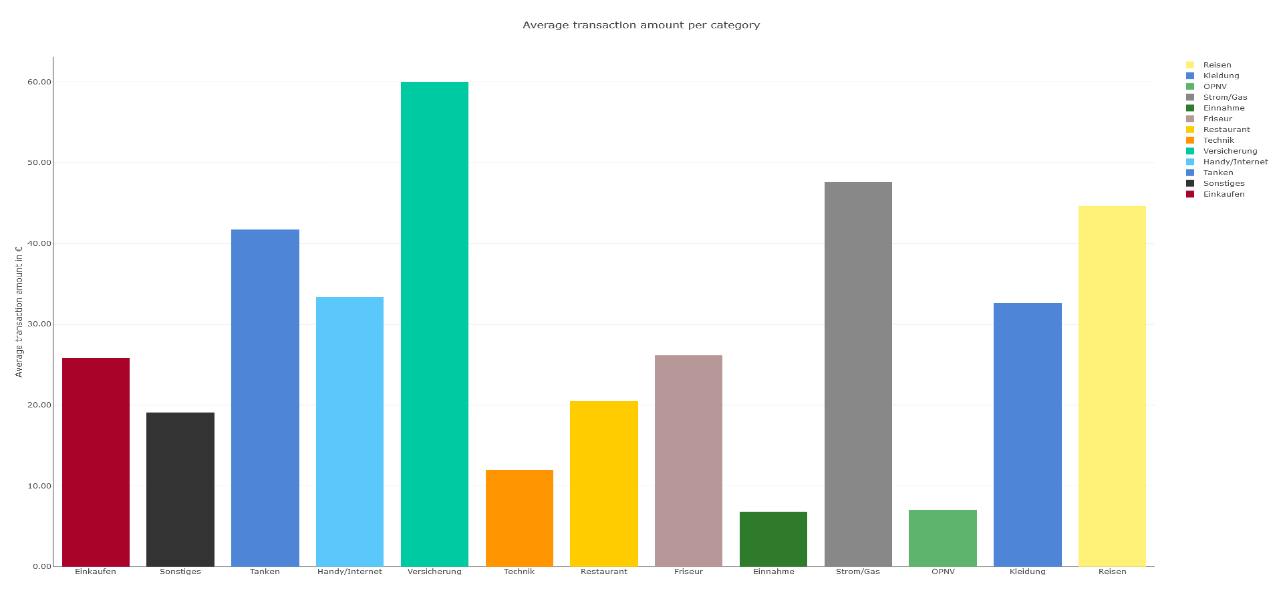 Average transaction amount per category
Average transaction amount in €
60.00
50.00
40.00
30.00
20.00
10.00
0.00
Einkaufen
Sonstiges
Tanken
Handy/Internet
Versicherung
Technik
Restaurant
Friseur
Einnahme
Strom/Gas
ÖPNV
Kleidung
Reisen
Reisen
Kleidung
ÖPNV
Strom/Gas
Einnahme
Friseur
Restaurant
Technik
Versicherung
Handy/Internet
Tanken
Sonstiges
Einkaufen